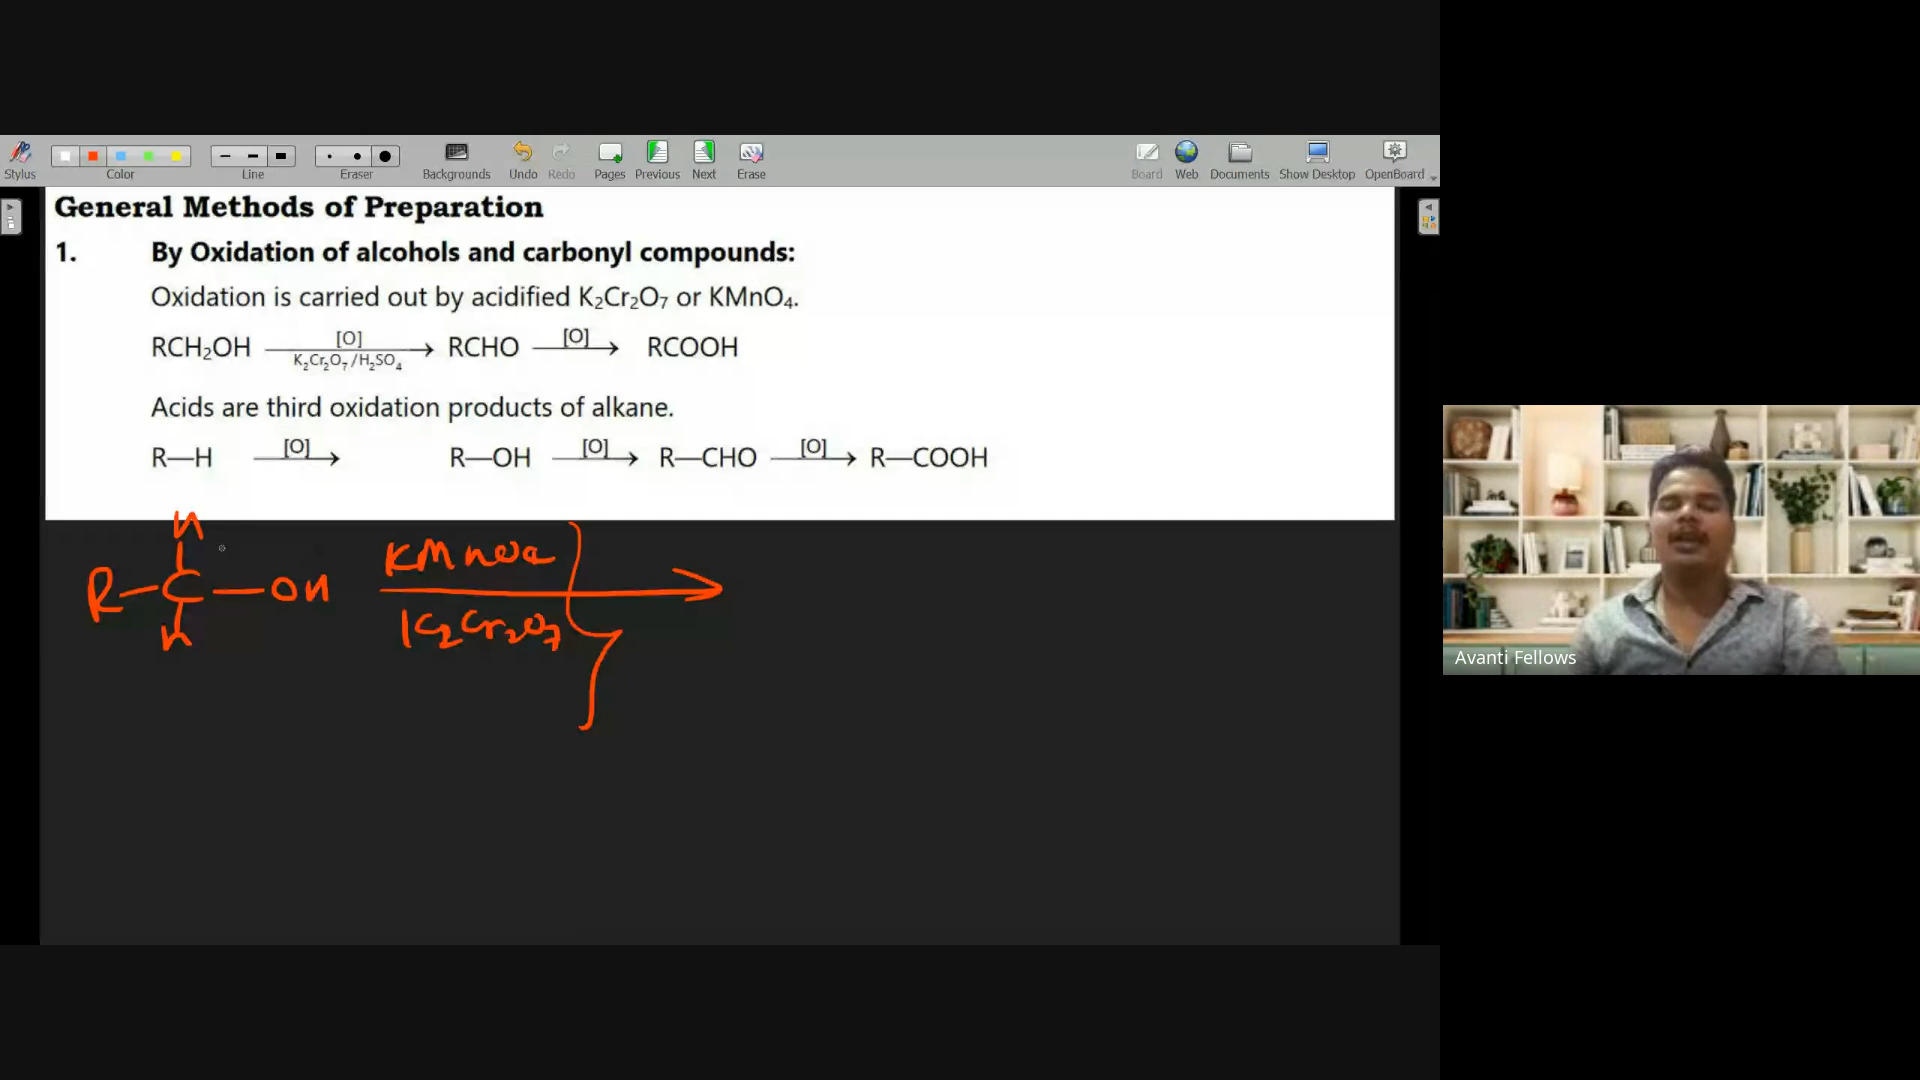 Stylus Color Line Eraser Backgrounds Undo Redo Pages Previous Next Erase Board Web Documents Show Desktop OpenBoard
General Methods of Preparation
1. By Oxidation of alcohols and carbonyl compounds:
Oxidation is carried out by acidified K₂Cr₂O₇ or KMnO₄.
[O] [O]
RCH₂OH → RCHO → RCOOH
K₂Cr₂O₇/H₂SO₄
Acids are third oxidation products of alkane.
[O] [O] [O]
R—H → R—OH → R—CHO → R—COOH
H
KMnO₄
R—C—OH →
K₂Cr₂O₇
H
Avanti Fellows